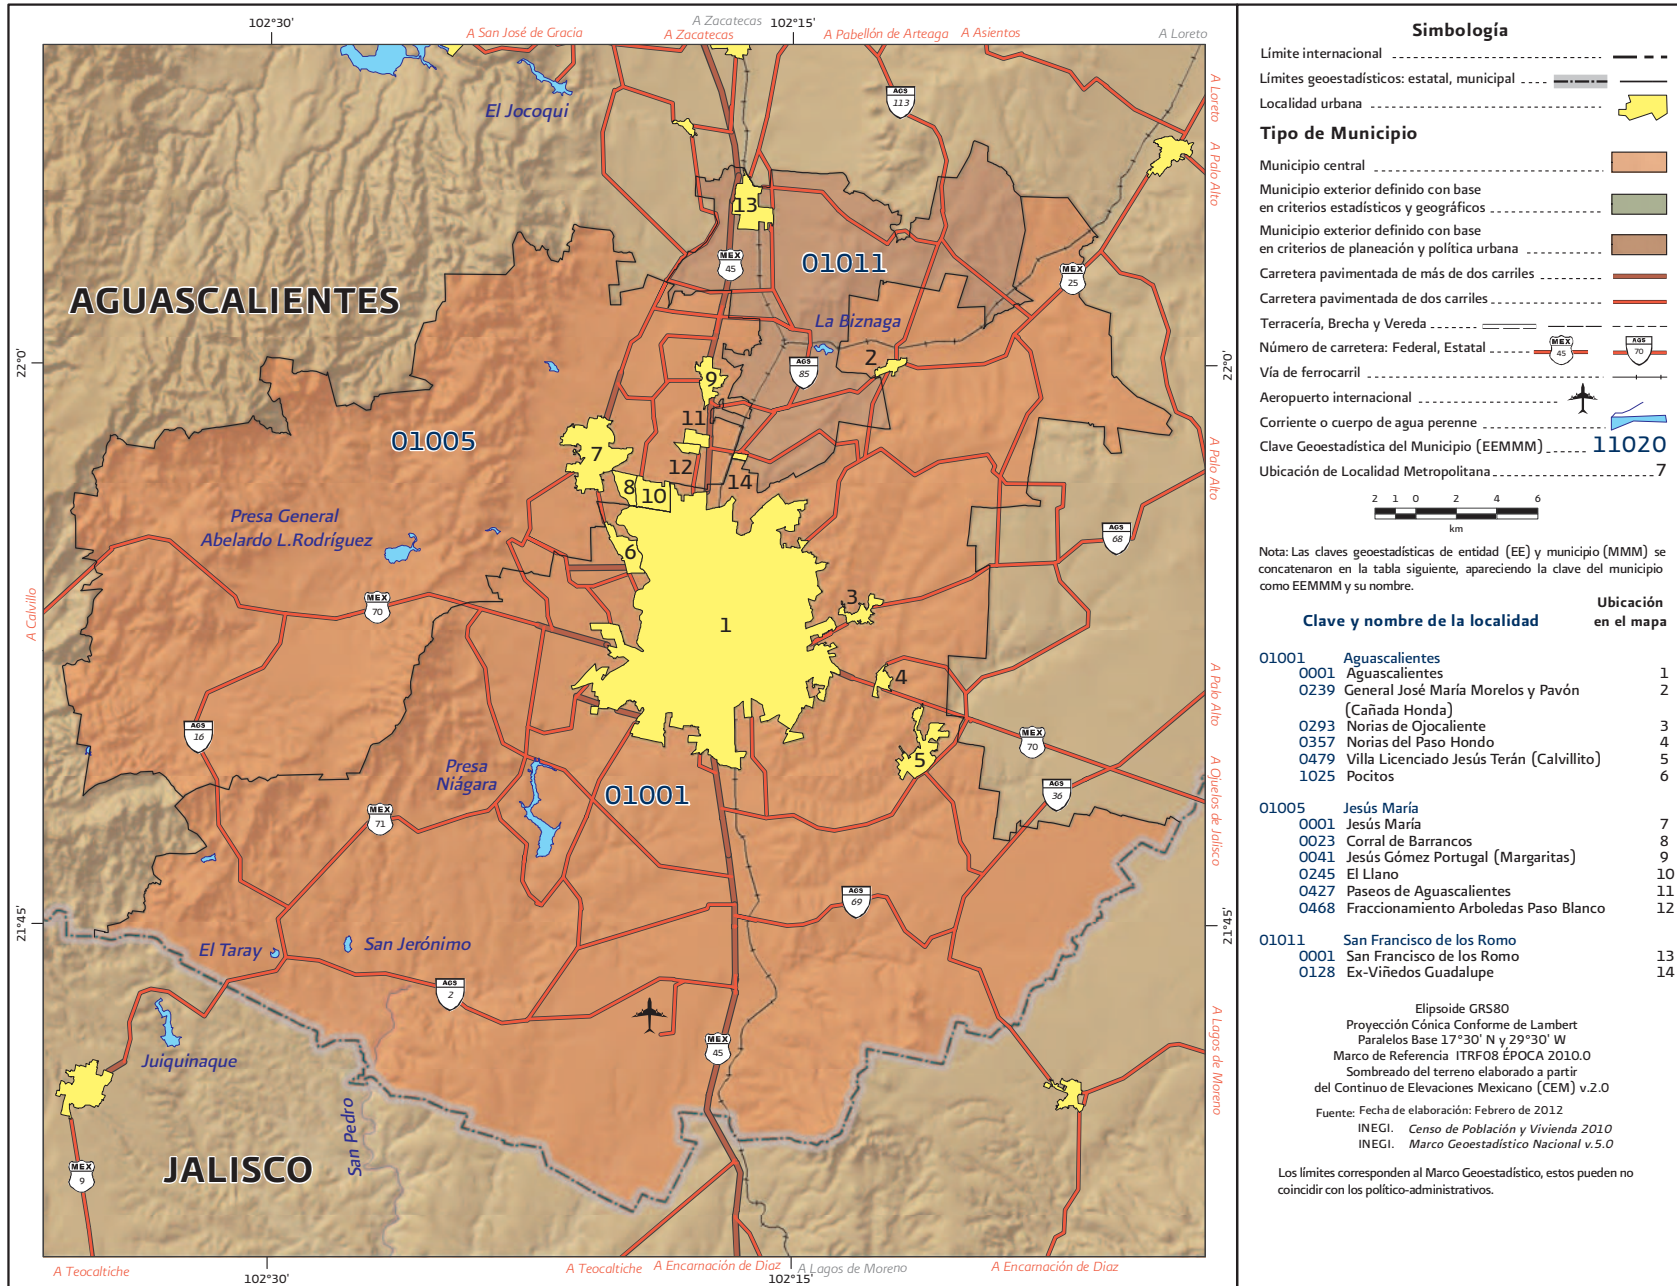 A Zacatecas
102°30'
102°15'
A San José de Gracia
A Zacatecas
A Pabellón de Arteaga
A Asientos
A Loreto
El Jocoqui
AGS
113
A Loreto
A Palo Alto
13
MEX
45
01011
MEX
25
AGUASCALIENTES
La Biznaga
2
22°0'
22°0'
AGS
85
9
11
01005
7
12
14
8
10
A Palo Alto
Presa General
Abelardo L.Rodríguez
6
AGS
68
A Calvillo
MEX
70
3
1
4
A Palo Alto
AGS
16
MEX
70
5
Presa
Niágara
01001
AGS
36
MEX
71
A Ojuelos de Jalisco
AGS
69
21°45'
21°45'
El Taray
San Jerónimo
AGS
2
MEX
45
A Lagos de Moreno
Juiquinaque
San Pedro
JALISCO
MEX
9
A Teocaltiche
102°30'
A Teocaltiche
A Encarnación de Diaz
102°15'
A Lagos de Moreno
A Encarnación de Diaz
Simbología
Límite internacional
Límites geoestadísticos: estatal, municipal
Localidad urbana
Tipo de Municipio
Municipio central
Municipio exterior definido con base
en criterios estadísticos y geográficos
Municipio exterior definido con base
en criterios de planeación y política urbana
Carretera pavimentada de más de dos carriles
Carretera pavimentada de dos carriles
Terracería, Brecha y Vereda
Número de carretera: Federal, Estatal MEX 45 AGS 70
Vía de ferrocarril
Aeropuerto internacional
Corriente o cuerpo de agua perenne
Clave Geoestadística del Municipio (EEMMM) 11020
Ubicación de Localidad Metropolitana 7
2 1 0 2 4 6
km
Nota: Las claves geoestadísticas de entidad (EE) y municipio (MMM) se
concatenaron en la tabla siguiente, apareciendo la clave del municipio
como EEMMM y su nombre.
Clave y nombre de la localidad
Ubicación
en el mapa
01001 Aguascalientes
0001 Aguascalientes 1
0239 General José María Morelos y Pavón 2
(Cañada Honda)
0293 Norias de Ojocaliente 3
0357 Norias del Paso Hondo 4
0479 Villa Licenciado Jesús Terán (Calvillito) 5
1025 Pocitos 6
01005 Jesús María
0001 Jesús María 7
0023 Corral de Barrancos 8
0041 Jesús Gómez Portugal (Margaritas) 9
0245 El Llano 10
0427 Paseos de Aguascalientes 11
0468 Fraccionamiento Arboledas Paso Blanco 12
01011 San Francisco de los Romo
0001 San Francisco de los Romo 13
0128 Ex-Viñedos Guadalupe 14
Elipsoide GRS80
Proyección Cónica Conforme de Lambert
Paralelos Base 17°30' N y 29°30' W
Marco de Referencia ITRF08 ÉPOCA 2010.0
Sombreado del terreno elaborado a partir
del Continuo de Elevaciones Mexicano (CEM) v.2.0
Fuente: Fecha de elaboración: Febrero de 2012
INEGI. Censo de Población y Vivienda 2010
INEGI. Marco Geoestadístico Nacional v.5.0
Los límites corresponden al Marco Geoestadístico, estos pueden no
coincidir con los político-administrativos.